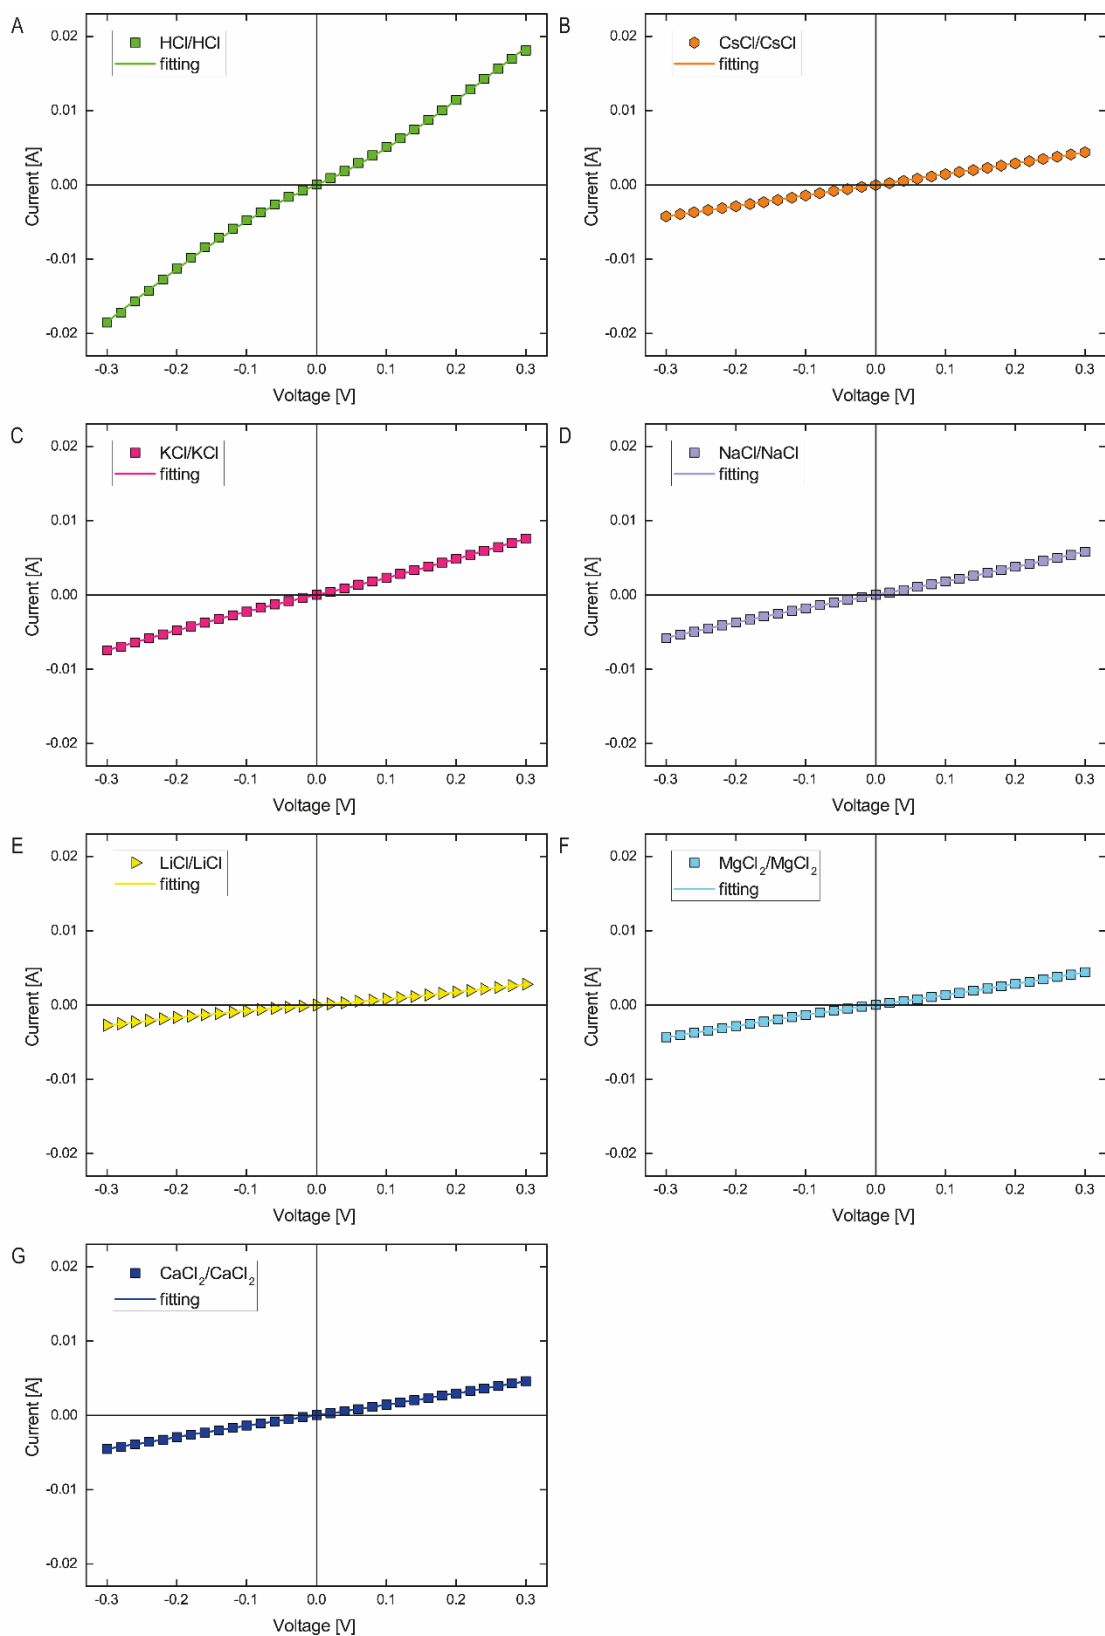 A
HCl/HCl
fitting
0.02
0.01
0.00
-0.01
-0.02
Current [A]
-0.3 -0.2 -0.1 0.0 0.1 0.2 0.3
Voltage [V]
B
CsCl/CsCl
fitting
0.02
0.01
0.00
-0.01
-0.02
Current [A]
-0.3 -0.2 -0.1 0.0 0.1 0.2 0.3
Voltage [V]
C
KCl/KCl
fitting
0.02
0.01
0.00
-0.01
-0.02
Current [A]
-0.3 -0.2 -0.1 0.0 0.1 0.2 0.3
Voltage [V]
D
NaCl/NaCl
fitting
0.02
0.01
0.00
-0.01
-0.02
Current [A]
-0.3 -0.2 -0.1 0.0 0.1 0.2 0.3
Voltage [V]
E
LiCl/LiCl
fitting
0.02
0.01
0.00
-0.01
-0.02
Current [A]
-0.3 -0.2 -0.1 0.0 0.1 0.2 0.3
Voltage [V]
F
MgCl₂/MgCl₂
fitting
0.02
0.01
0.00
-0.01
-0.02
Current [A]
-0.3 -0.2 -0.1 0.0 0.1 0.2 0.3
Voltage [V]
G
CaCl₂/CaCl₂
fitting
0.02
0.01
0.00
-0.01
-0.02
Current [A]
-0.3 -0.2 -0.1 0.0 0.1 0.2 0.3
Voltage [V]